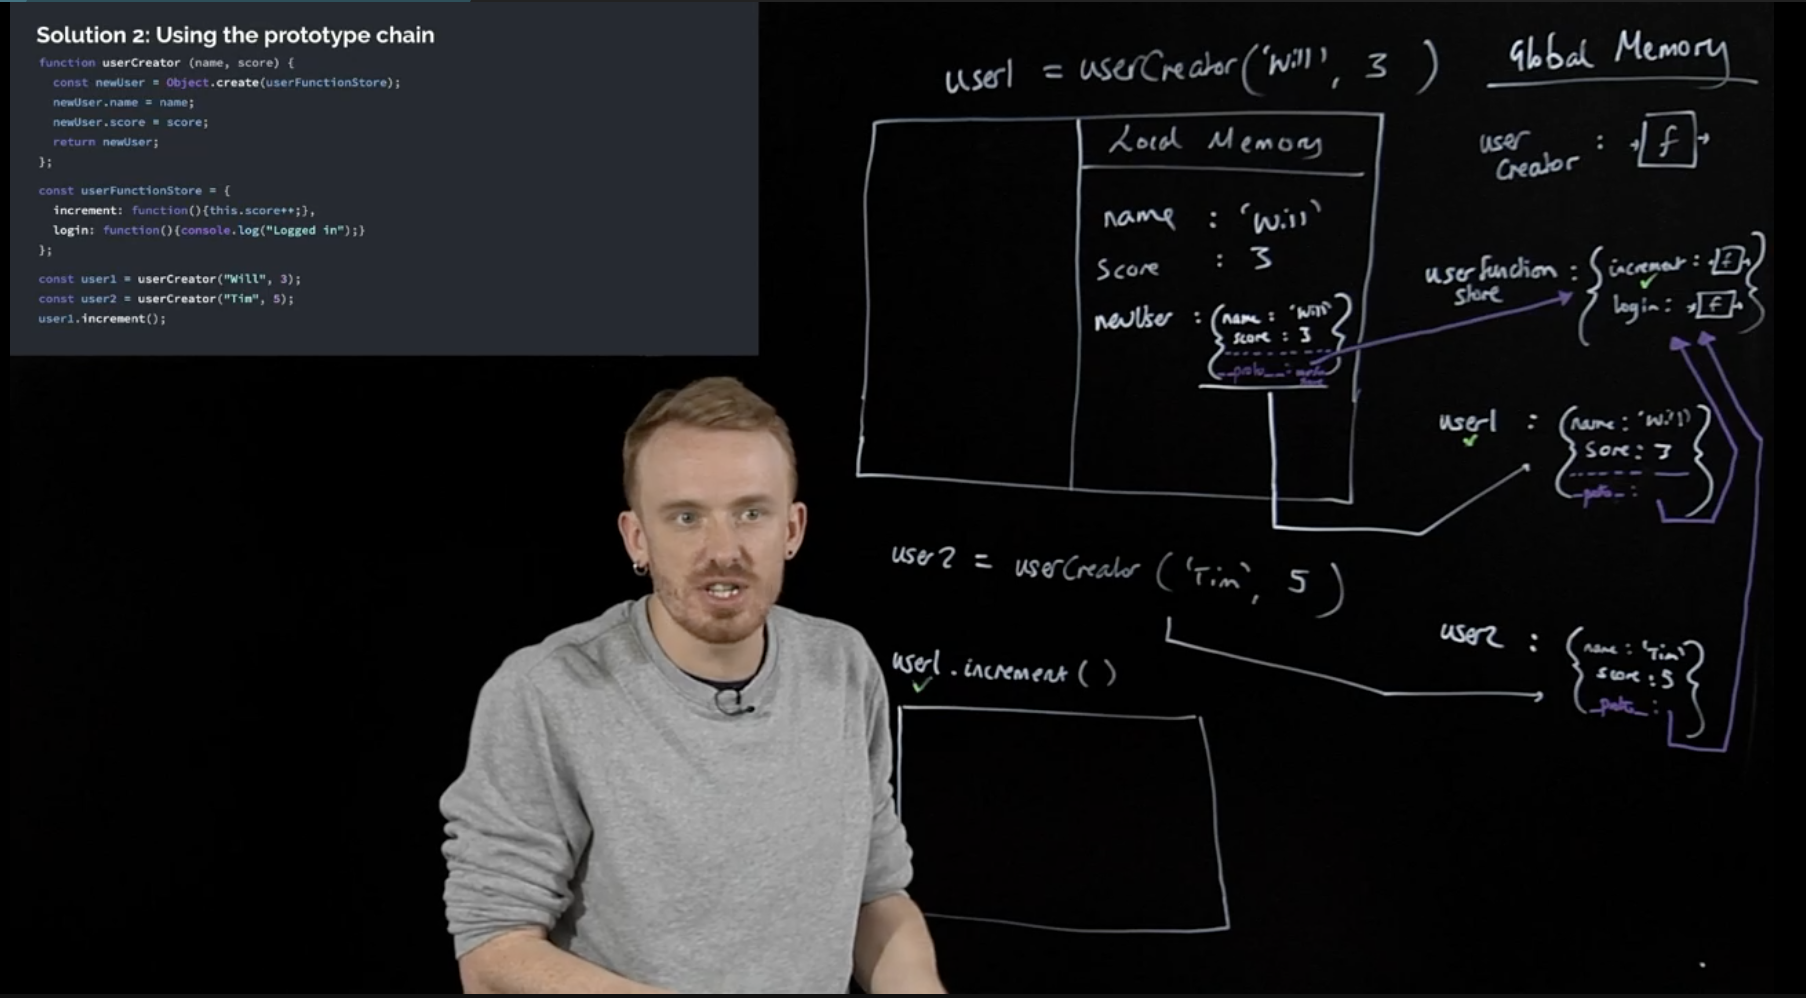 Solution 2: Using the prototype chain
function userCreator (name, score) {
const newUser = Object.create(userFunctionStore);
newUser.name = name;
newUser.score = score;
return newUser;
};
const userFunctionStore = {
increment: function(){this.score++;},
login: function(){console.log("Logged in");}
};
const user1 = userCreator("Will", 3);
const user2 = userCreator("Tim", 5);
user1.increment();
user1 = userCreator('Will', 3)
Local Memory
name : 'Will'
Score : 3
newUser : {name : 'Will'
score : 3
__proto__:
}
user2 = userCreator ('Tim', 5)
user1.increment()
Global Memory
user Creator : f
userFunction store : { increment : f
login : f }
user1 : {name : 'Will'
Sore : 3
_proto_ :
}
user2 : {name : 'Tim'
score : 5
_proto_ :
}